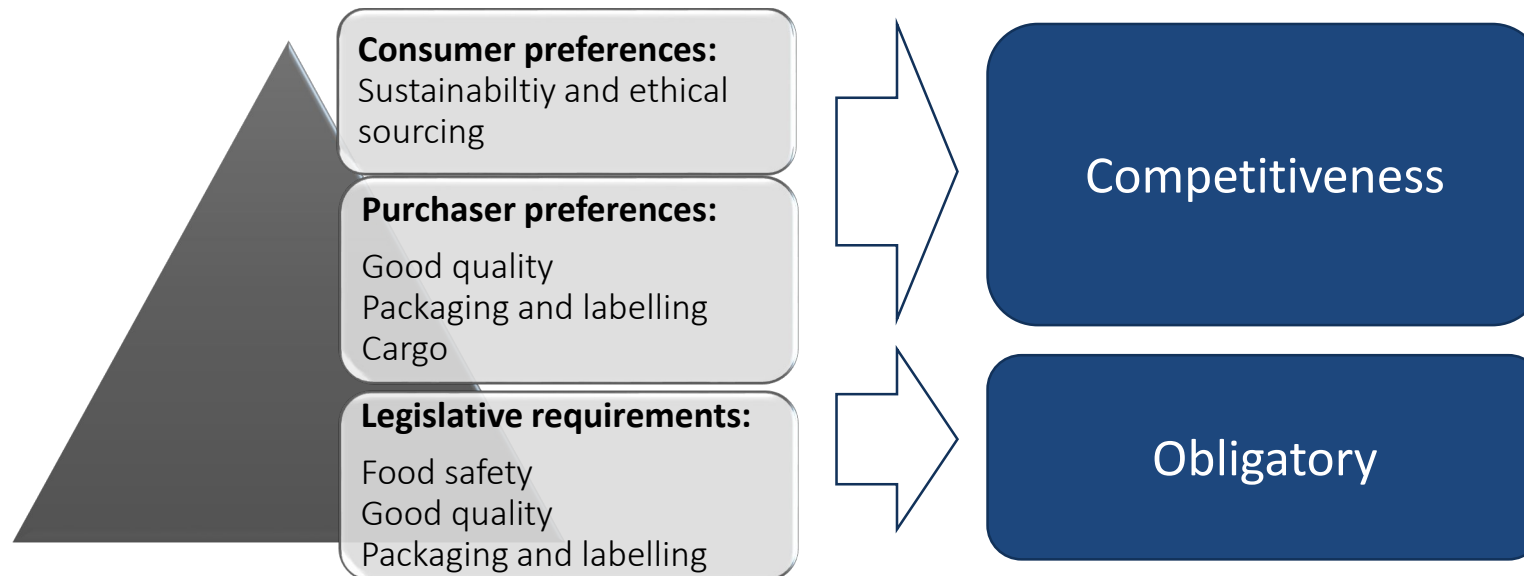 Consumer preferences:
Sustainabiltiy and ethical
sourcing
Purchaser preferences:
Good quality
Packaging and labelling
Cargo
Legislative requirements:
Food safety
Good quality
Packaging and labelling
Competitiveness
Obligatory